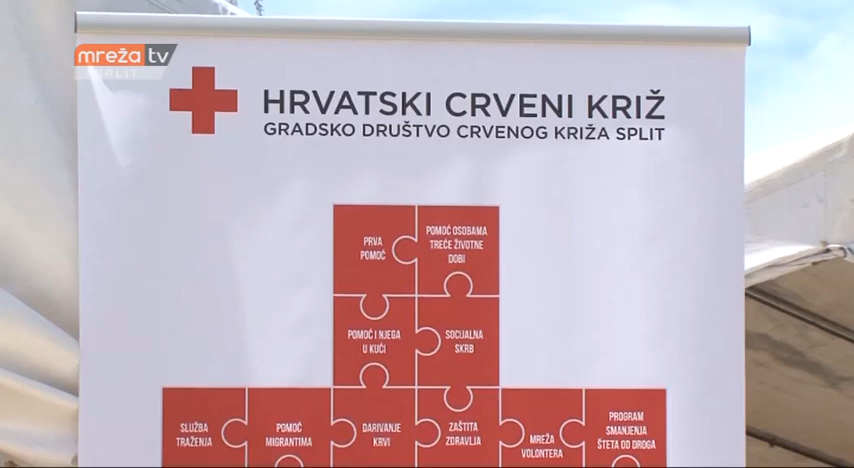 mreža tv
SPLIT
HRVATSKI CRVENI KRIŽ
GRADSKO DRUŠTVO CRVENOG KRIŽA SPLIT
PRVA
POMOĆ
POMOĆ OSOBAMA
TREĆE ŽIVOTNE
DOBI
POMOĆ I NJEGA
U KUĆI
SOCIJALNA
SKRB
SLUŽBA
TRAŽENJA
POMOĆ
MIGRANTIMA
DARIVANJE
KRVI
ZAŠTITA
ZDRAVLJA
MREŽA
VOLONTERA
PROGRAM
SMANJENJA
ŠTETA OD DROGA